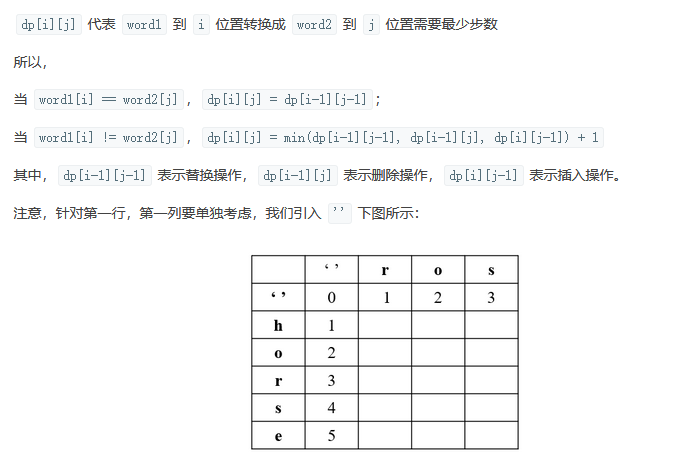 dp[i][j] 代表 word1 到 i 位置转换成 word2 到 j 位置需要最少步数
所以，
当 word1[i] == word2[j]，dp[i][j] = dp[i-1][j-1]；
当 word1[i] != word2[j]，dp[i][j] = min(dp[i-1][j-1], dp[i-1][j], dp[i][j-1]) + 1
其中，dp[i-1][j-1] 表示替换操作，dp[i-1][j] 表示删除操作，dp[i][j-1] 表示插入操作。
注意，针对第一行，第一列要单独考虑，我们引入 '' 下图所示：
‘ ’ r o s
‘ ’ 0 1 2 3
h 1
o 2
r 3
s 4
e 5